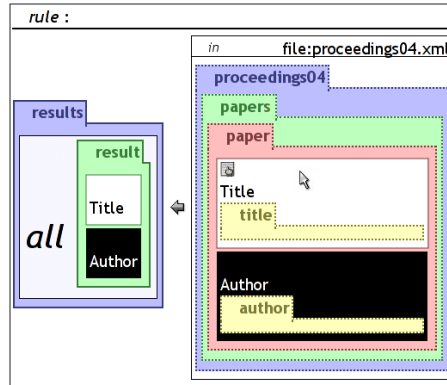 rule :
in file:proceedings04.xml
proceedings04
results
papers
result
paper
Title
title
Title
all
Author
Author
author